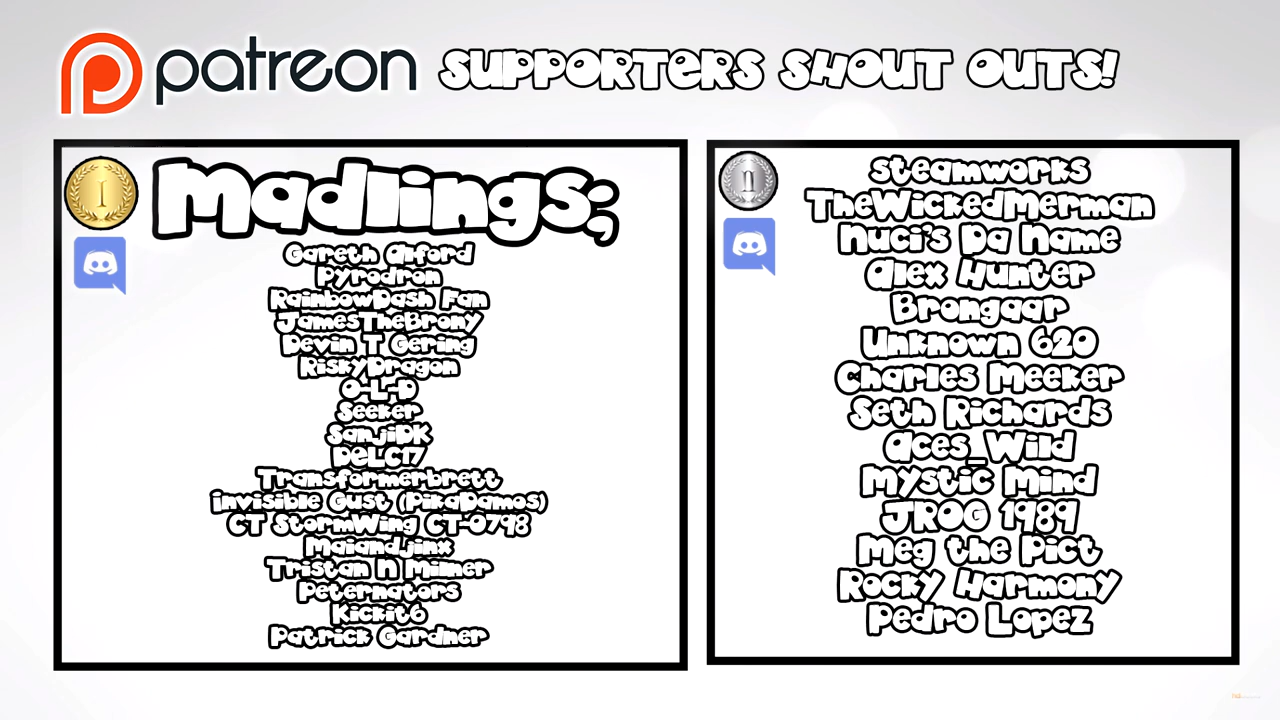 patreon SUPPORTERS SHOUT OUTS!
I
Madlings;
Gareth Alford
Pyrodron
RainbowDash Fan
JamesTheBrony
Devin T Gering
RiskyDragon
O-L-D
Seeker
SanjiDK
DeLC17
Transformerbrett
Invisible Gust (PikaDamos)
CT StormWing CT-0798
Maiandjinx
Tristan N Milner
Peternators
Kickit6
Patrick Gardner
II
steamworks
TheWickedMerman
Nuci's Da Name
Alex Hunter
Brongaar
Unknown 620
Charles Meeker
Seth Richards
Aces_Wild
Mystic Mind
JROG 1989
Meg the Pict
Rocky Harmony
Pedro Lopez